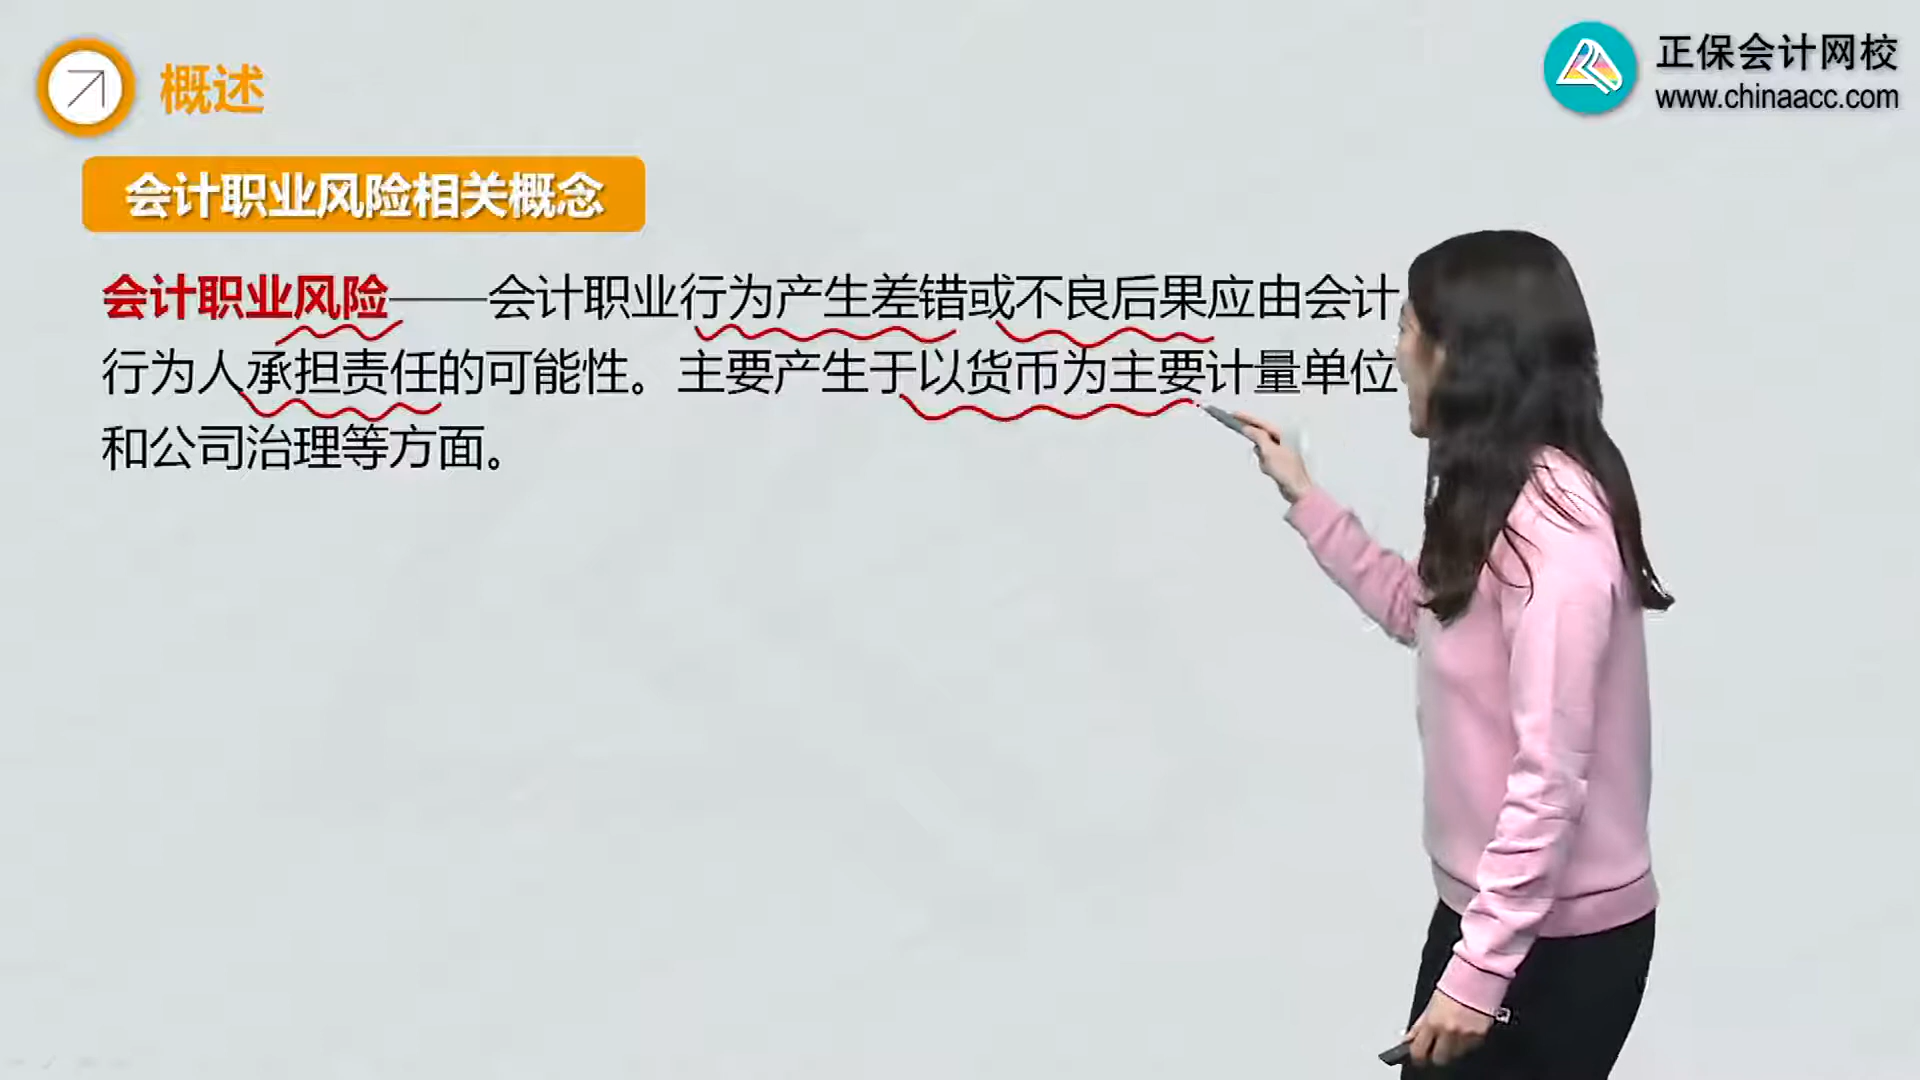 概述
正保会计网校
www.chinaacc.com
会计职业风险相关概念
会计职业风险——会计职业行为产生差错或不良后果应由会计
行为人承担责任的可能性。主要产生于以货币为主要计量单位
和公司治理等方面。